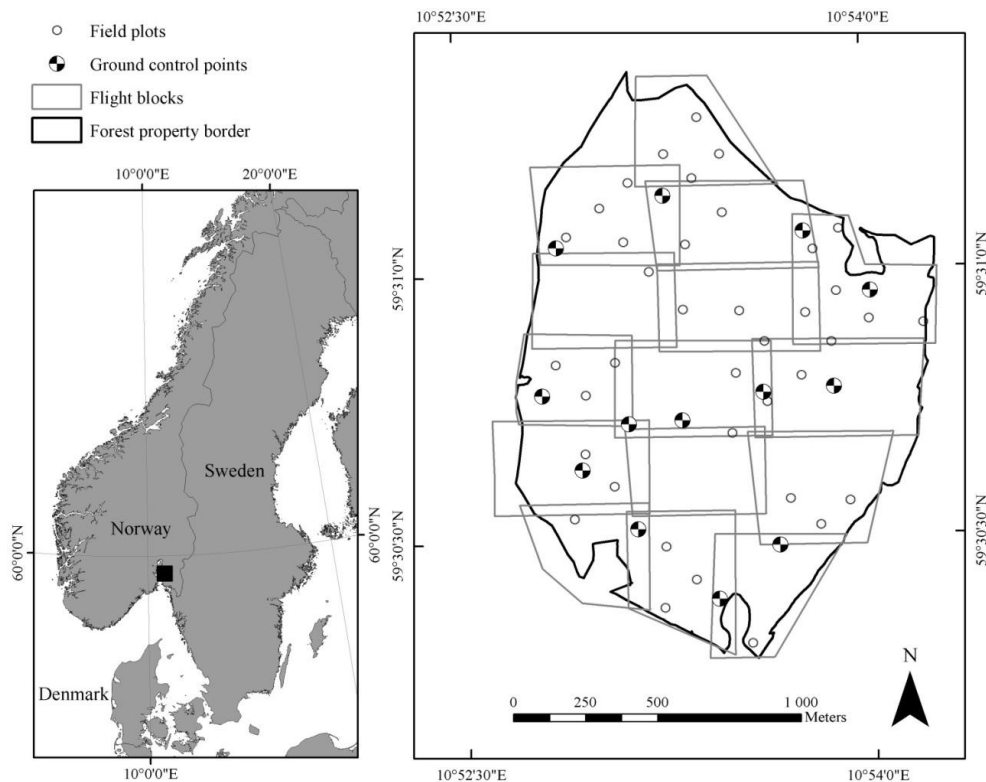 Field plots
Ground control points
Flight blocks
Forest property border
10°0'0"E
20°0'0"E
60°0'0"N
60°0'0"N
Norway
Sweden
Denmark
10°0'0"E
10°52'30"E
10°54'0"E
59°31'0"N
59°31'0"N
59°30'30"N
59°30'30"N
N
0 250 500 1 000
Meters
10°52'30"E
10°54'0"E